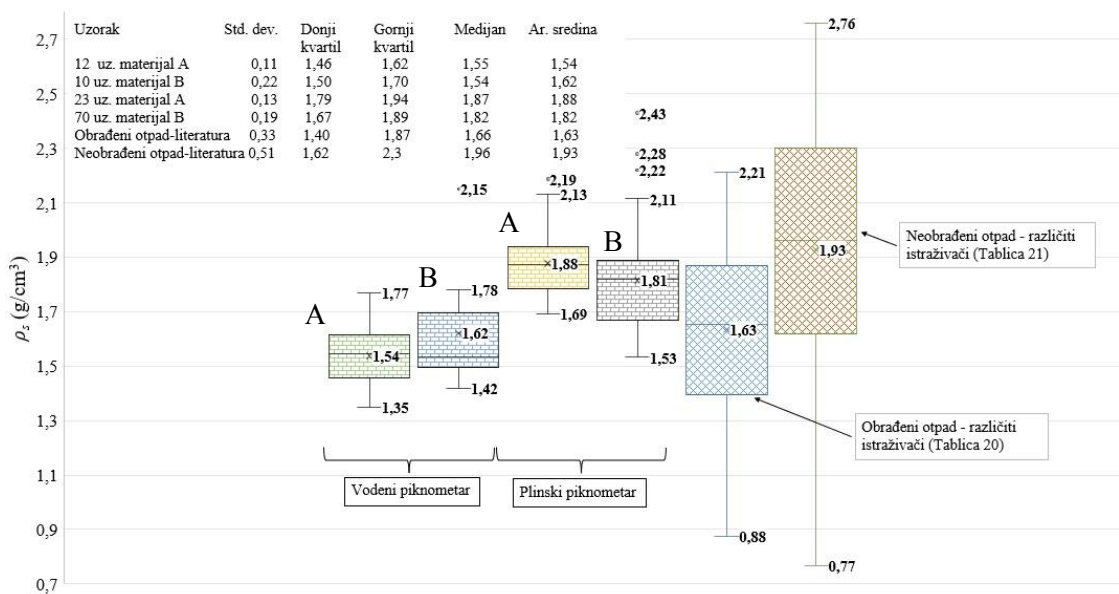 Uzorak Std. dev. Donji kvartil Gornji kvartil Medijan Ar. sredina
12 uz. materijal A 0,11 1,46 1,62 1,55 1,54
10 uz. materijal B 0,22 1,50 1,70 1,54 1,62
23 uz. materijal A 0,13 1,79 1,94 1,87 1,88
70 uz. materijal B 0,19 1,67 1,89 1,82 1,82
Obrađeni otpad-literatura 0,33 1,40 1,87 1,66 1,63
Neobrađeni otpad-literatura 0,51 1,62 2,3 1,96 1,93
ρs (g/cm³)
2,7
2,5
2,3
2,1
1,9
1,7
1,5
1,3
1,1
0,9
0,7
A
1,77
1,54
1,35
B
2,15
1,78
1,62
1,42
A
2,19
2,13
1,88
1,69
B
2,43
2,28
2,22
2,11
1,81
1,53
2,21
1,63
0,88
2,76
1,93
0,77
Neobrađeni otpad - različiti
istraživači (Tablica 21)
Obrađeni otpad - različiti
istraživači (Tablica 20)
Vodeni piknometar
Plinski piknometar